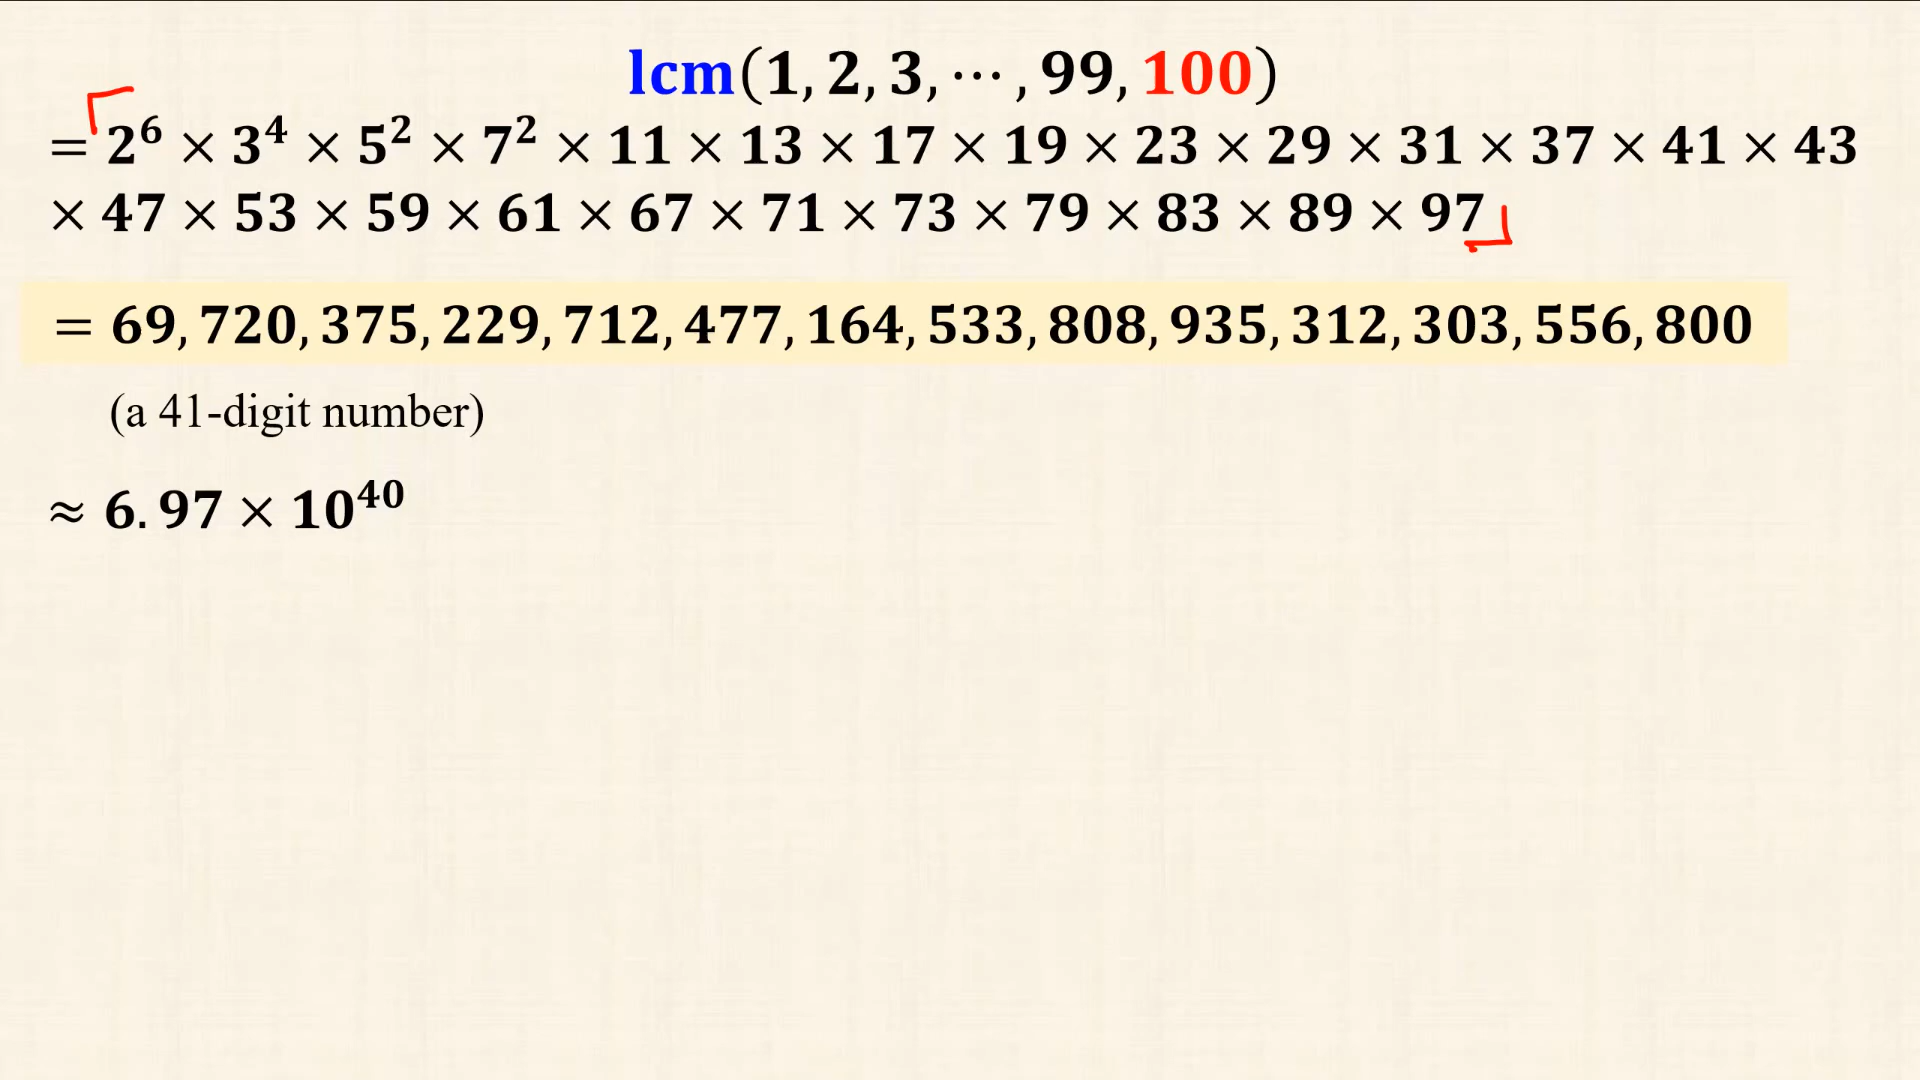 lcm(1, 2, 3, ⋯, 99, 100)
= 2⁶ × 3⁴ × 5² × 7² × 11 × 13 × 17 × 19 × 23 × 29 × 31 × 37 × 41 × 43
× 47 × 53 × 59 × 61 × 67 × 71 × 73 × 79 × 83 × 89 × 97
= 69, 720, 375, 229, 712, 477, 164, 533, 808, 935, 312, 303, 556, 800
(a 41-digit number)
≈ 6.97 × 10⁴⁰